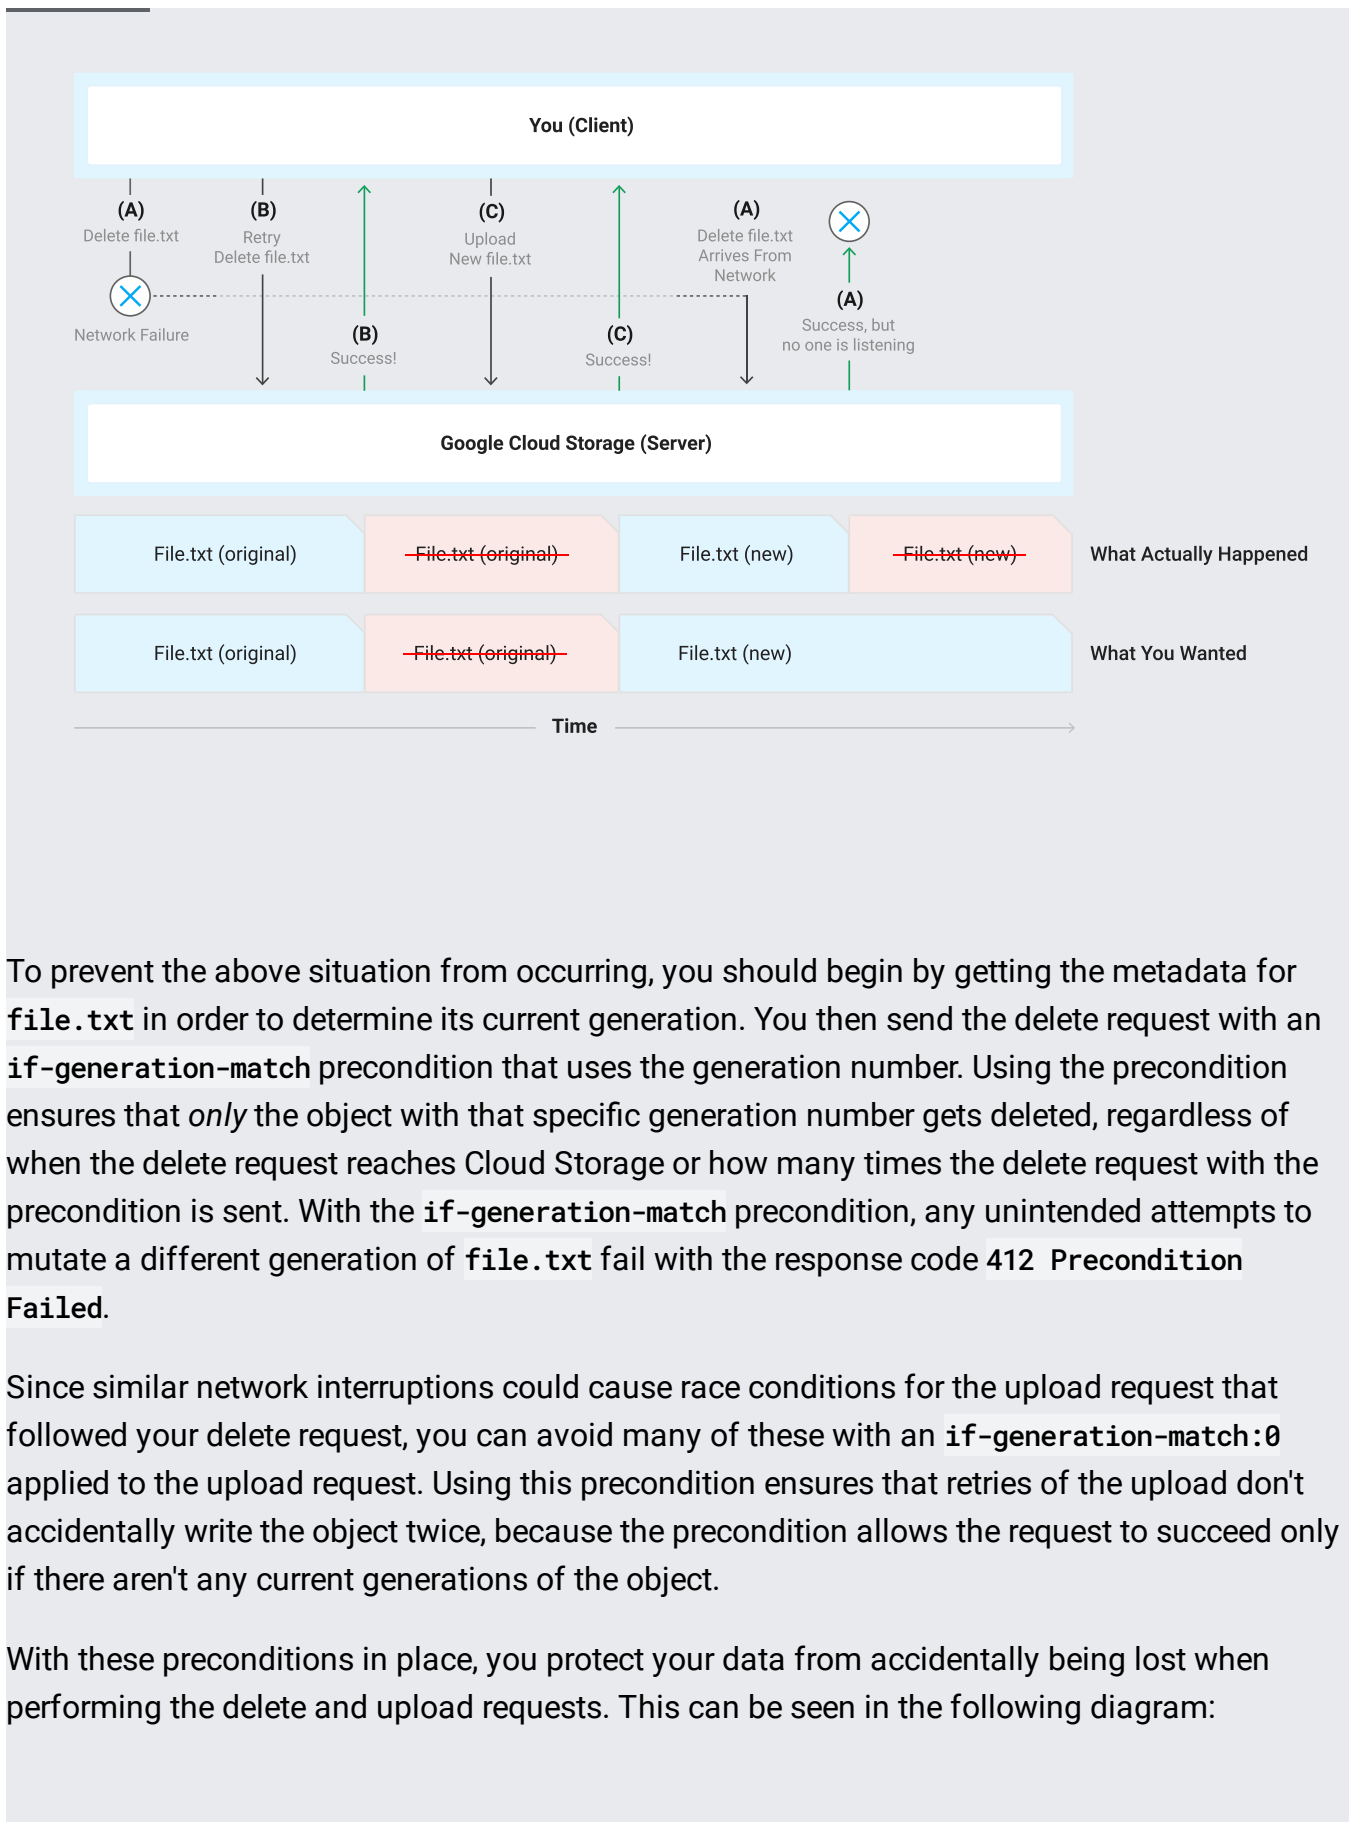 You (Client)
(A)
Delete file.txt
Network Failure
(B)
Retry
Delete file.txt
(B)
Success!
(C)
Upload
New file.txt
(C)
Success!
(A)
Delete file.txt
Arrives From
Network
(A)
Success, but
no one is listening
Google Cloud Storage (Server)
File.txt (original) File.txt (original) File.txt (new) File.txt (new) What Actually Happened
File.txt (original) File.txt (original) File.txt (new) What You Wanted
Time
To prevent the above situation from occurring, you should begin by getting the metadata for
file.txt in order to determine its current generation. You then send the delete request with an
if-generation-match precondition that uses the generation number. Using the precondition
ensures that only the object with that specific generation number gets deleted, regardless of
when the delete request reaches Cloud Storage or how many times the delete request with the
precondition is sent. With the if-generation-match precondition, any unintended attempts to
mutate a different generation of file.txt fail with the response code 412 Precondition
Failed.
Since similar network interruptions could cause race conditions for the upload request that
followed your delete request, you can avoid many of these with an if-generation-match:0
applied to the upload request. Using this precondition ensures that retries of the upload don't
accidentally write the object twice, because the precondition allows the request to succeed only
if there aren't any current generations of the object.
With these preconditions in place, you protect your data from accidentally being lost when
performing the delete and upload requests. This can be seen in the following diagram: